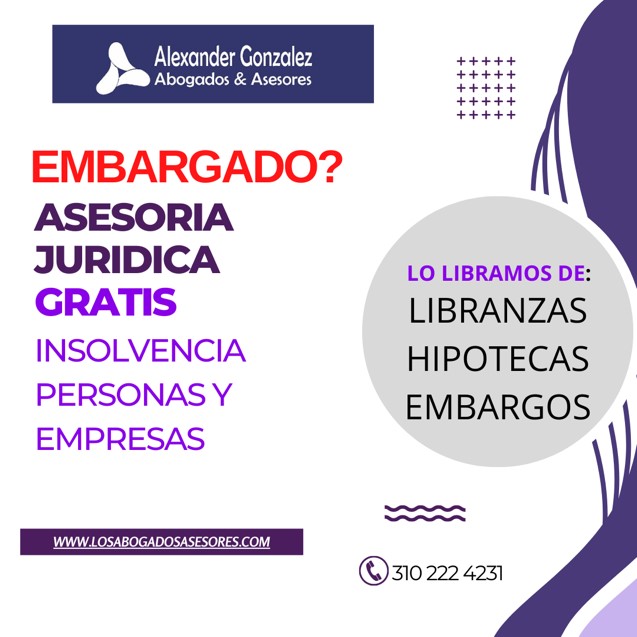 Alexander Gonzalez
Abogados & Asesores
EMBARGADO?
ASESORIA
JURIDICA
GRATIS
INSOLVENCIA
PERSONAS Y
EMPRESAS
LO LIBRAMOS DE:
LIBRANZAS
HIPOTECAS
EMBARGOS
WWW.LOSABOGADOSASESORES.COM
310 222 4231